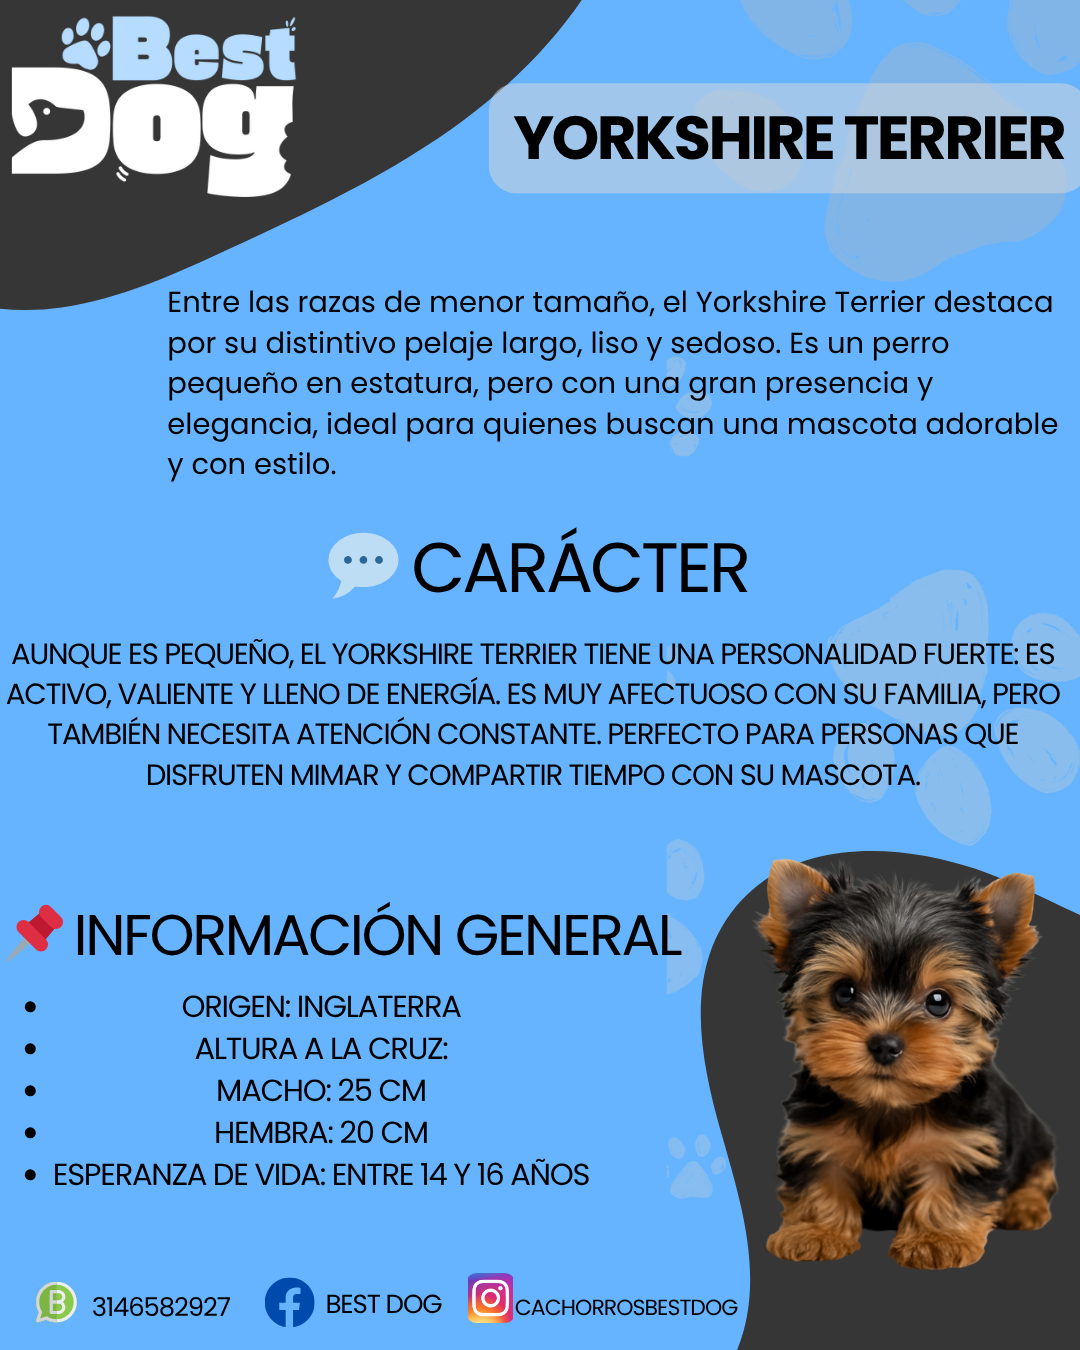 Best
Dog
YORKSHIRE TERRIER
Entre las razas de menor tamaño, el Yorkshire Terrier destaca
por su distintivo pelaje largo, liso y sedoso. Es un perro
pequeño en estatura, pero con una gran presencia y
elegancia, ideal para quienes buscan una mascota adorable
y con estilo.
CARÁCTER
AUNQUE ES PEQUEÑO, EL YORKSHIRE TERRIER TIENE UNA PERSONALIDAD FUERTE: ES
ACTIVO, VALIENTE Y LLENO DE ENERGÍA. ES MUY AFECTUOSO CON SU FAMILIA, PERO
TAMBIÉN NECESITA ATENCIÓN CONSTANTE. PERFECTO PARA PERSONAS QUE
DISFRUTEN MIMAR Y COMPARTIR TIEMPO CON SU MASCOTA.
INFORMACIÓN GENERAL
• ORIGEN: INGLATERRA
• ALTURA A LA CRUZ:
• MACHO: 25 CM
• HEMBRA: 20 CM
• ESPERANZA DE VIDA: ENTRE 14 Y 16 AÑOS
B 3146582927 BEST DOG CACHORROSBESTDOG